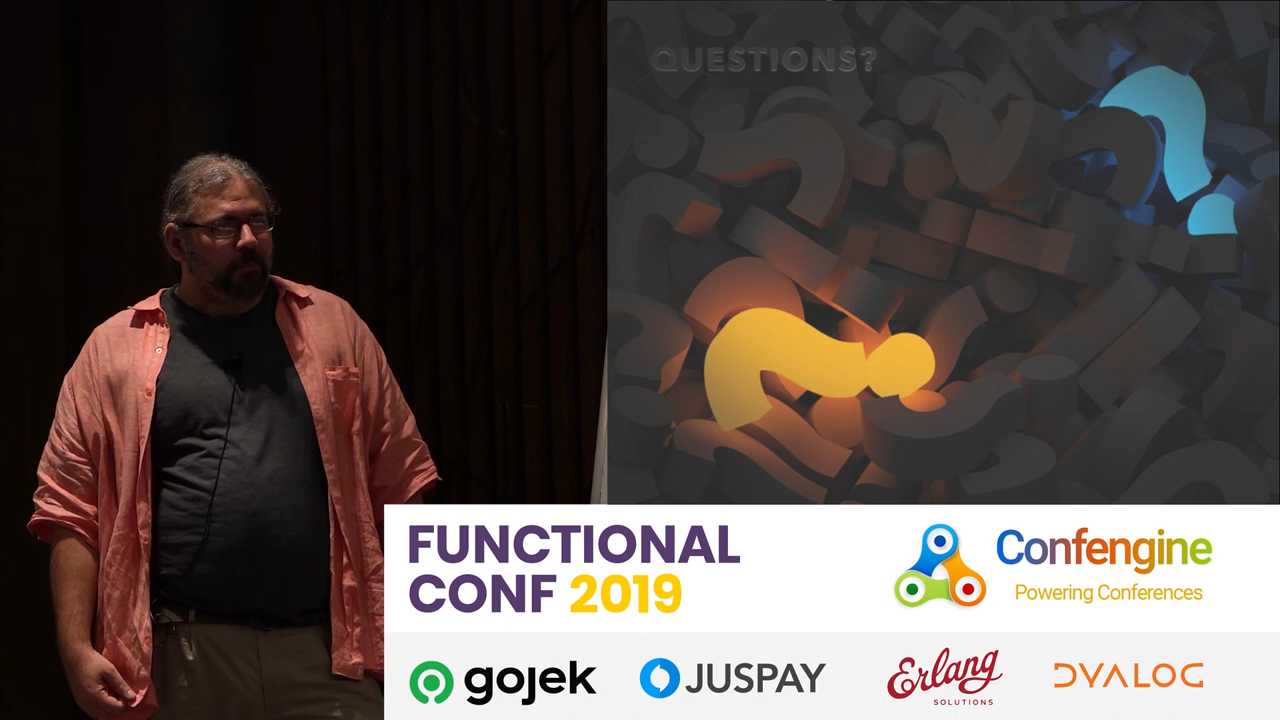 QUESTIONS?
FUNCTIONAL
CONF 2019
Confengine
Powering Conferences
gojek
JUSPAY
Erlang
SOLUTIONS
DYALOG